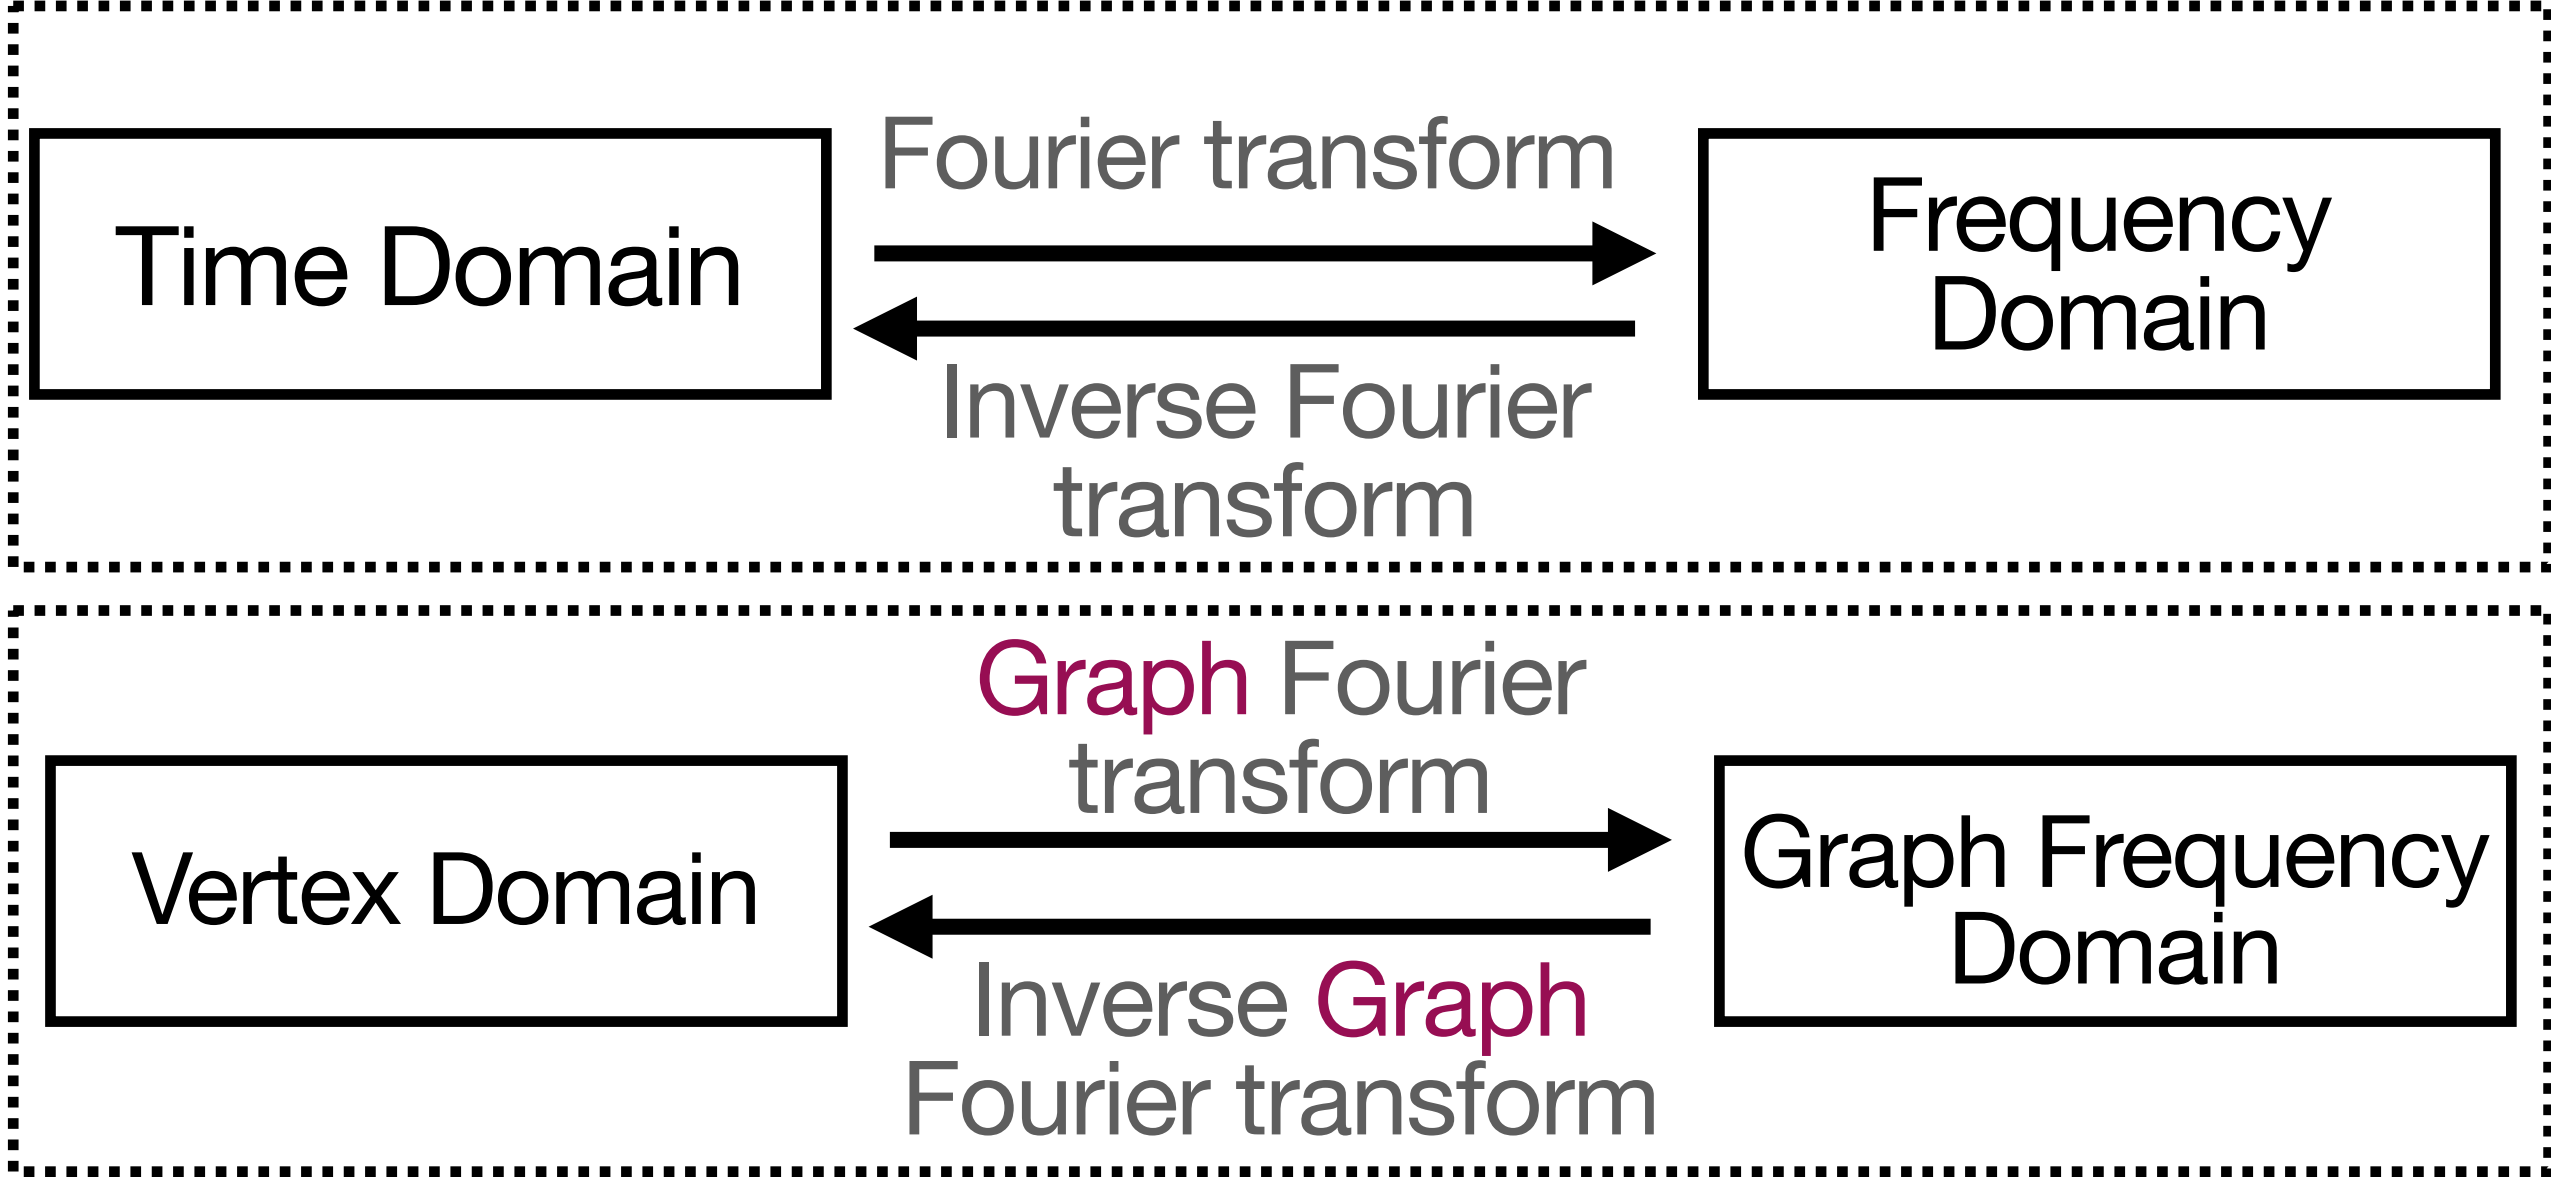 Fourier transform
Time Domain
Frequency
Domain
Inverse Fourier
transform
Graph Fourier
transform
Vertex Domain
Graph Frequency
Domain
Inverse Graph
Fourier transform